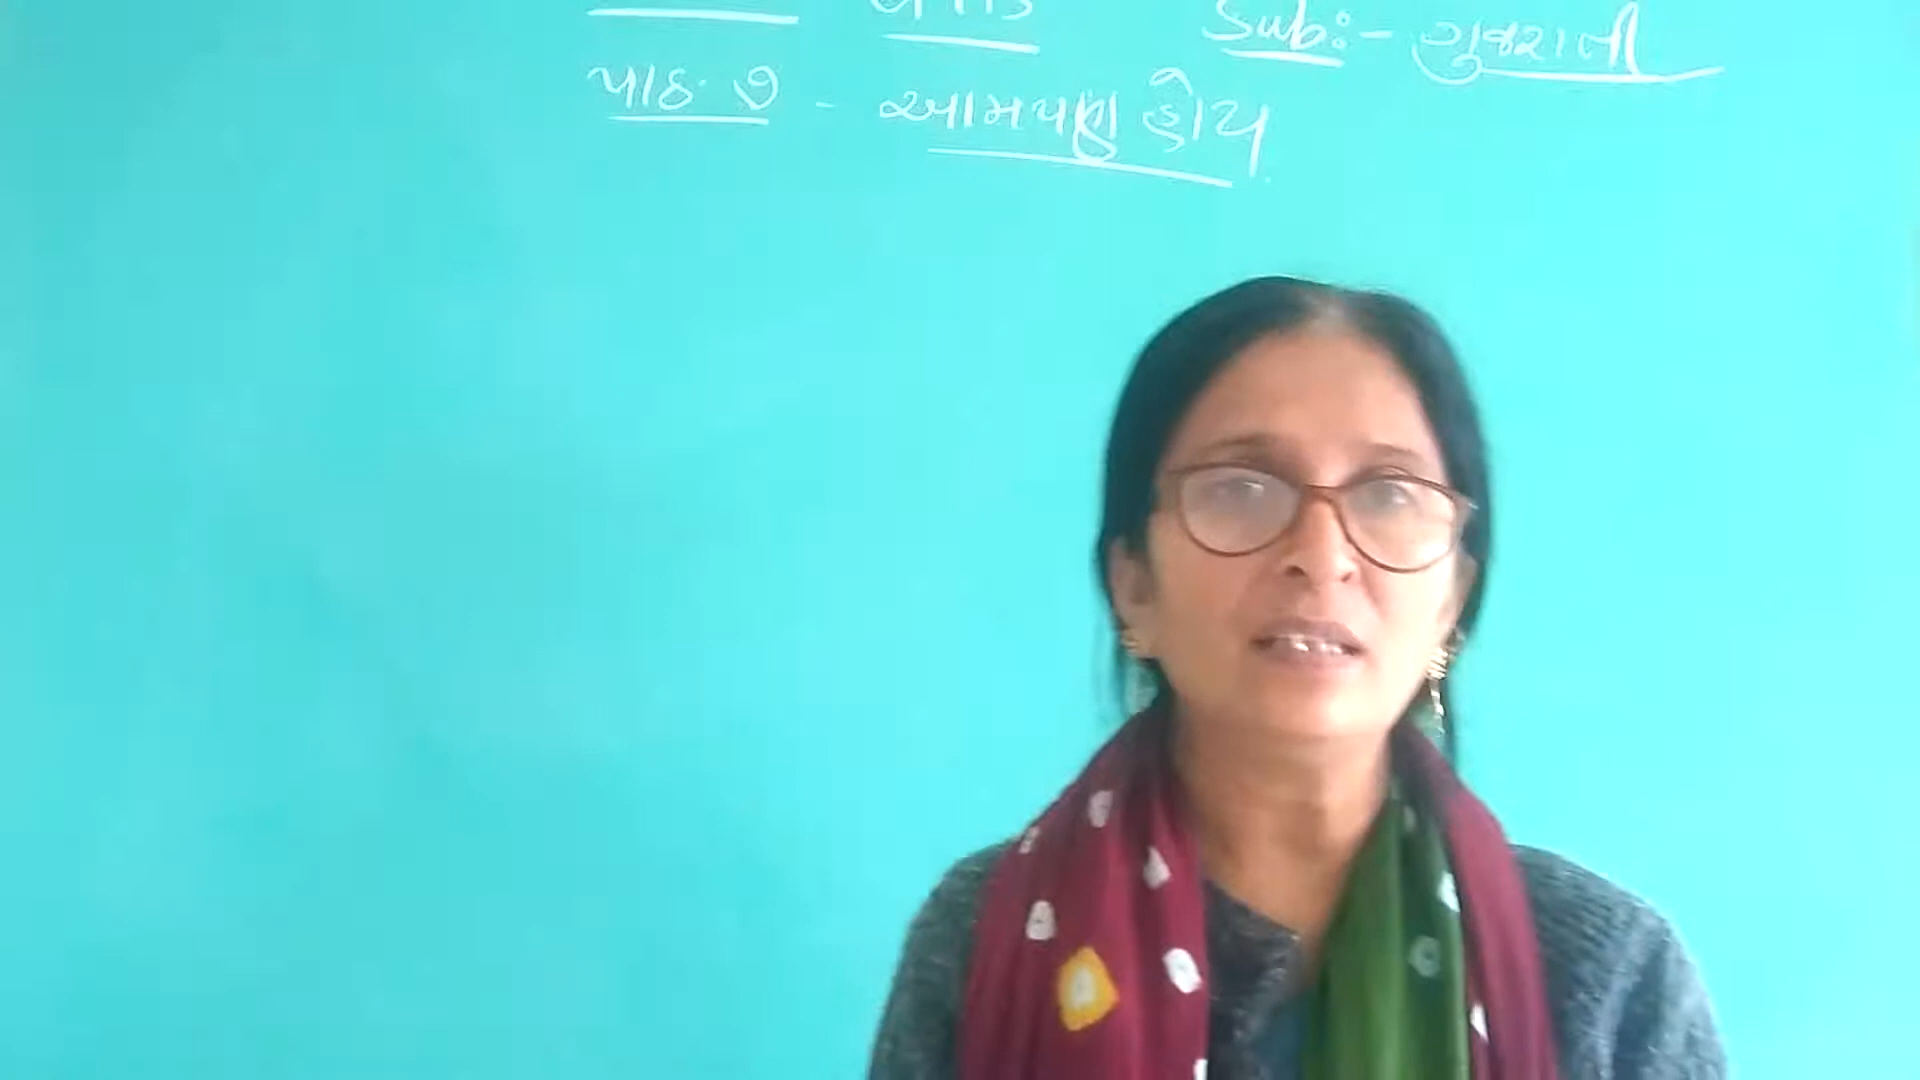 Sub:- ગુજરાતી
પાઠ ૭ - આમપણ હોય